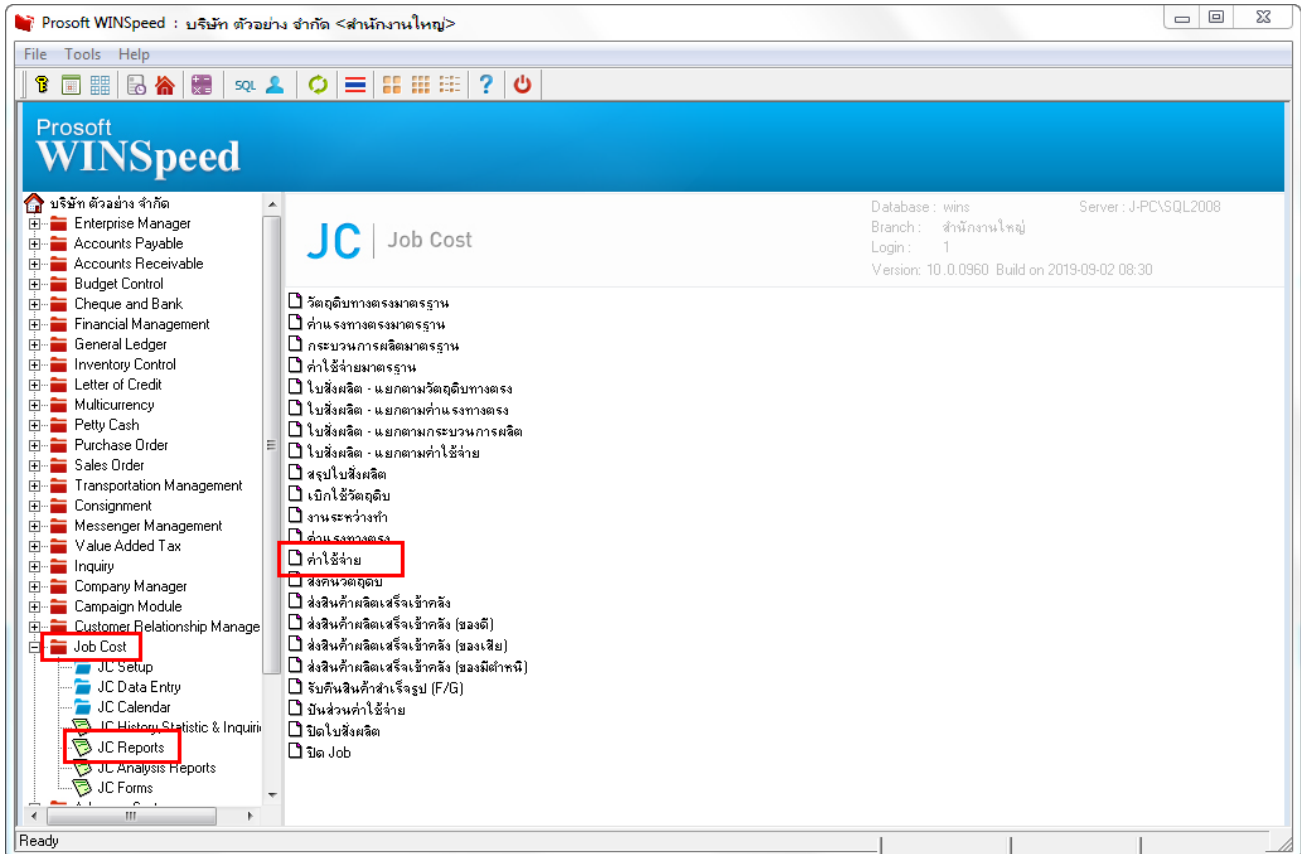 Prosoft WINSpeed : บริษัท ตัวอย่าง จำกัด <สำนักงานใหญ่>
File Tools Help
SQL
?
Prosoft
WINSpeed
บริษัท ตัวอย่าง จำกัด
Enterprise Manager
Accounts Payable
Accounts Receivable
Budget Control
Cheque and Bank
Financial Management
General Ledger
Inventory Control
Letter of Credit
Multicurrency
Petty Cash
Purchase Order
Sales Order
Transportation Management
Consignment
Messenger Management
Value Added Tax
Inquiry
Company Manager
Campaign Module
Customer Relationship Manage
Job Cost
JC Setup
JC Data Entry
JC Calendar
JC History,Statistic & Inquiri
JC Reports
JC Analysis Reports
JC Forms
JC Job Cost
Database : wins Server : J-PC\SQL2008
Branch : สำนักงานใหญ่
Login : 1
Version: 10.0.0960 Build on 2019-09-02 08:30
วัตถุดิบทางตรงมาตรฐาน
ค่าแรงทางตรงมาตรฐาน
กระบวนการผลิตมาตรฐาน
ค่าใช้จ่ายมาตรฐาน
ใบสั่งผลิต - แยกตามวัตถุดิบทางตรง
ใบสั่งผลิต - แยกตามค่าแรงทางตรง
ใบสั่งผลิต - แยกตามกระบวนการผลิต
ใบสั่งผลิต - แยกตามค่าใช้จ่าย
สรุปใบสั่งผลิต
เบิกใช้วัตถุดิบ
งานระหว่างทำ
ค่าแรงทางตรง
ค่าใช้จ่าย
ส่งคืนวัตถุดิบ
ส่งสินค้าผลิตเสร็จเข้าคลัง
ส่งสินค้าผลิตเสร็จเข้าคลัง (ของดี)
ส่งสินค้าผลิตเสร็จเข้าคลัง (ของเสีย)
ส่งสินค้าผลิตเสร็จเข้าคลัง (ของมีตำหนิ)
รับคืนสินค้าสำเร็จรูป (F/G)
ปันส่วนค่าใช้จ่าย
ปิดใบสั่งผลิต
ปิด Job
Ready